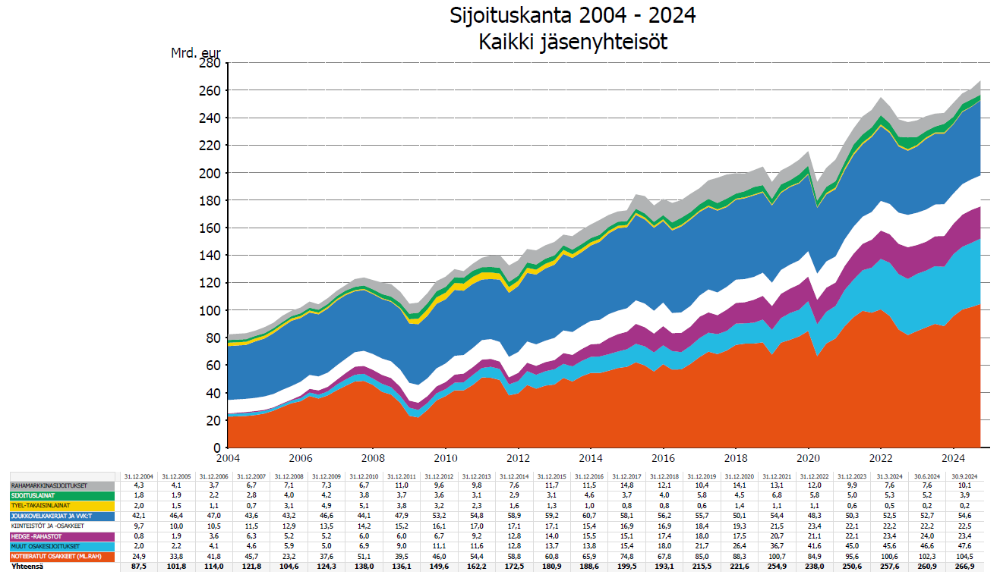 Sijoituskanta 2004 - 2024
Kaikki jäsenyhteisöt
Mrd. eur
280
260
240
220
200
180
160
140
120
100
80
60
40
20
0
2004 2006 2008 2010 2012 2014 2016 2018 2020 2022 2024
31.12.2004 31.12.2005 31.12.2006 31.12.2007 31.12.2008 31.12.2009 31.12.2010 31.12.2011 31.12.2012 31.12.2013 31.12.2014 31.12.2015 31.12.2016 31.12.2017 31.12.2018 31.12.2019 31.12.2020 31.12.2021 31.12.2022 31.12.2023 31.3.2024 30.6.2024 30.9.2024
RAHAMARKKINASIJOITUKSET 4,3 4,1 3,7 6,7 7,1 7,3 6,7 11,0 9,6 9,8 7,6 11,7 11,5 14,8 12,1 10,4 14,1 13,1 12,0 9,9 7,6 7,6 10,1
SIJOITUSLAINAT 1,8 1,9 2,2 2,8 4,0 4,2 3,8 3,7 3,6 3,1 2,9 3,1 4,6 3,7 4,0 5,8 4,5 6,8 5,8 5,0 5,3 5,2 3,9
TYEL-TAKAISINLAINAT 2,0 1,5 1,1 0,7 3,1 4,9 5,1 3,8 3,2 2,3 1,6 1,3 1,0 0,8 0,8 0,6 1,4 1,1 1,1 0,6 0,5 0,2 0,2
JOUKKOVELKAKIRJAT JA VVK:T 42,1 46,4 47,0 43,6 43,2 46,6 44,1 47,9 53,2 54,8 58,9 59,2 60,7 58,1 56,2 55,7 50,1 54,4 48,3 50,3 52,5 52,7 54,6
KIINTEISTÖT JA -OSAKKEET 9,7 10,0 10,5 11,5 12,9 13,5 14,2 15,2 16,1 17,0 17,1 17,1 15,4 16,9 16,9 18,4 19,3 21,5 23,4 22,1 22,2 22,2 22,5
HEDGE -RAHASTOT 0,8 1,9 3,6 6,3 5,2 5,2 6,0 6,0 6,7 9,2 12,8 14,0 15,5 15,1 17,4 18,0 17,5 20,7 21,1 22,1 23,4 24,0 23,4
MUUT OSAKESIJOITUKSET 2,0 2,2 4,1 4,6 5,9 5,0 6,9 9,0 11,1 11,6 12,8 13,7 13,8 15,4 18,0 21,7 26,4 36,7 41,6 45,0 45,6 46,6 47,6
NOTEERATUT OSAKKEET (ML.RAH) 24,9 33,8 41,8 45,7 23,2 37,6 51,1 39,5 46,0 54,4 58,8 60,8 65,9 74,8 67,8 85,0 88,3 100,7 84,9 95,6 100,6 102,3 104,5
Yhteensä 87,5 101,8 114,0 121,8 104,6 124,3 138,0 136,1 149,6 162,2 172,5 180,9 188,6 199,5 193,1 215,5 221,6 254,9 238,0 250,6 257,6 260,9 266,9